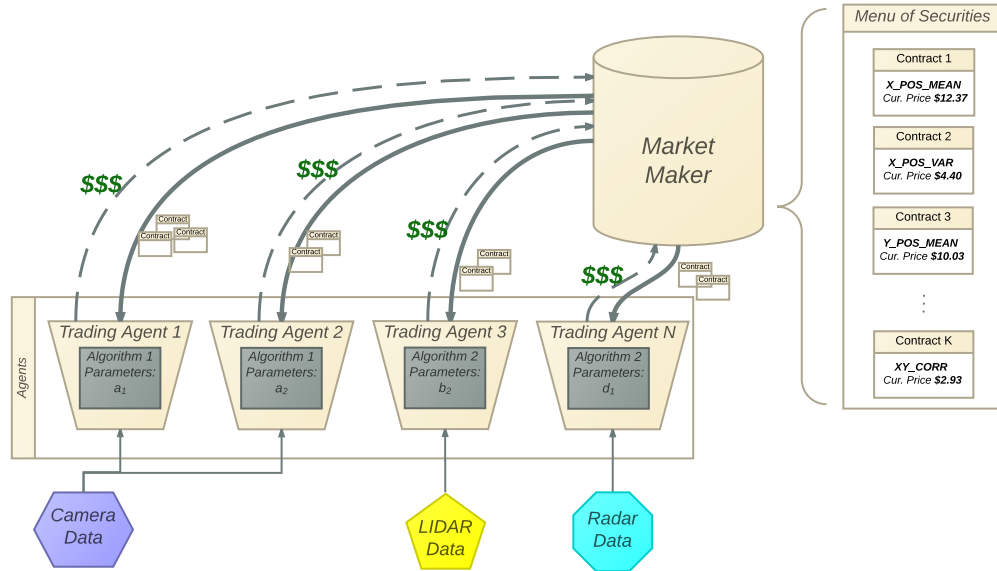 Menu of Securities
Contract 1
X_POS_MEAN
Cur. Price $12.37
Contract 2
X_POS_VAR
Cur. Price $4.40
Contract 3
Y_POS_MEAN
Cur. Price $10.03
Contract K
XY_CORR
Cur. Price $2.93
Market
Maker
$$$
$$$
$$$
$$$
Contract
Contract
Contract
Contract
Contract
Contract
Contract
Contract
Contract
Agents
Trading Agent 1
Algorithm 1
Parameters:
a₁
Trading Agent 2
Algorithm 1
Parameters:
a₂
Trading Agent 3
Algorithm 2
Parameters:
b₂
Trading Agent N
Algorithm 2
Parameters:
d₁
Camera
Data
LIDAR
Data
Radar
Data